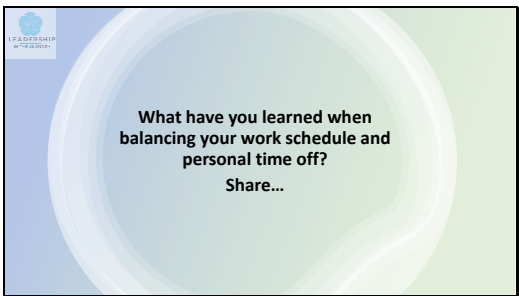 LEADERSHIP
What have you learned when
balancing your work schedule and
personal time off?
Share…